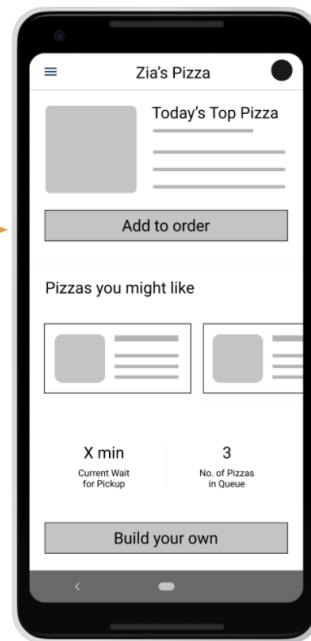 Zia’s Pizza
Today’s Top Pizza
Add to order
Pizzas you might like
X min
Current Wait
for Pickup
3
No. of Pizzas
in Queue
Build your own